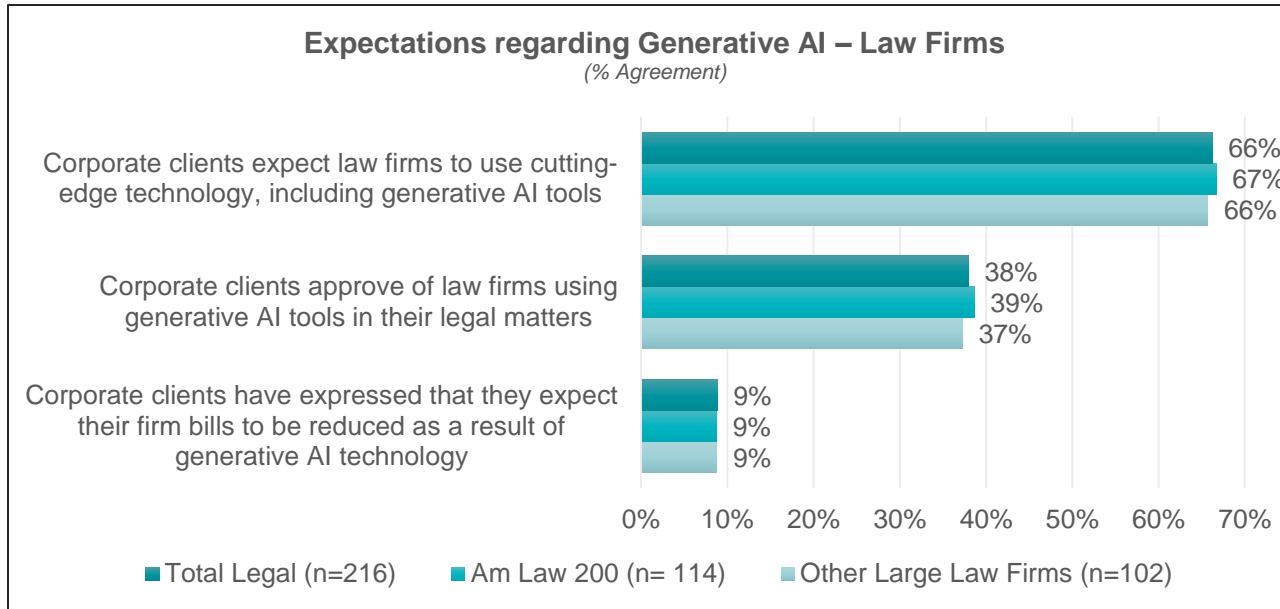 Expectations regarding Generative AI – Law Firms
(% Agreement)
Corporate clients expect law firms to use cutting-
edge technology, including generative AI tools
66%
67%
66%
Corporate clients approve of law firms using
generative AI tools in their legal matters
38%
39%
37%
Corporate clients have expressed that they expect
their firm bills to be reduced as a result of
generative AI technology
9%
9%
9%
0% 10% 20% 30% 40% 50% 60% 70%
Total Legal (n=216) Am Law 200 (n= 114) Other Large Law Firms (n=102)